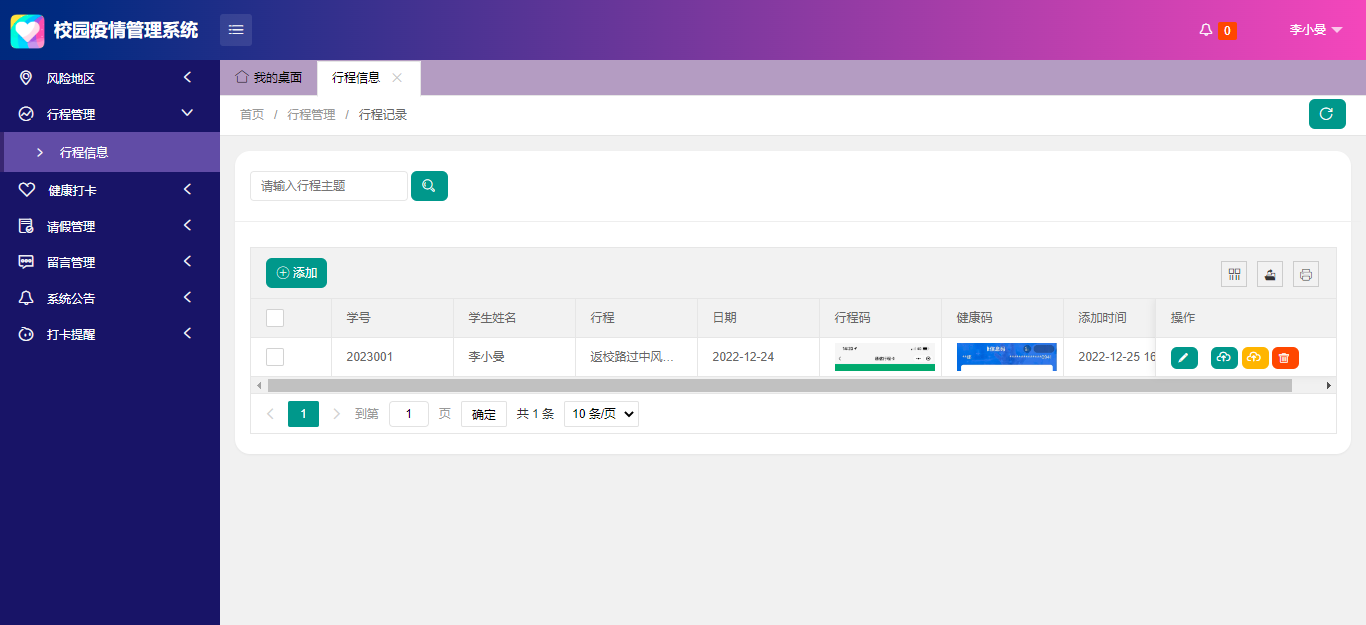 校园疫情管理系统
0
李小曼
风险地区
行程管理
行程信息
健康打卡
请假管理
留言管理
系统公告
打卡提醒
我的桌面 行程信息
首页 / 行程管理 / 行程记录
请输入行程主题
添加
学号 学生姓名 行程 日期 行程码 健康码 添加时间 操作
2023001 李小曼 返校路过中风... 2022-12-24 2022-12-25 16
1 到第 1 页 确定 共 1 条 10 条/页